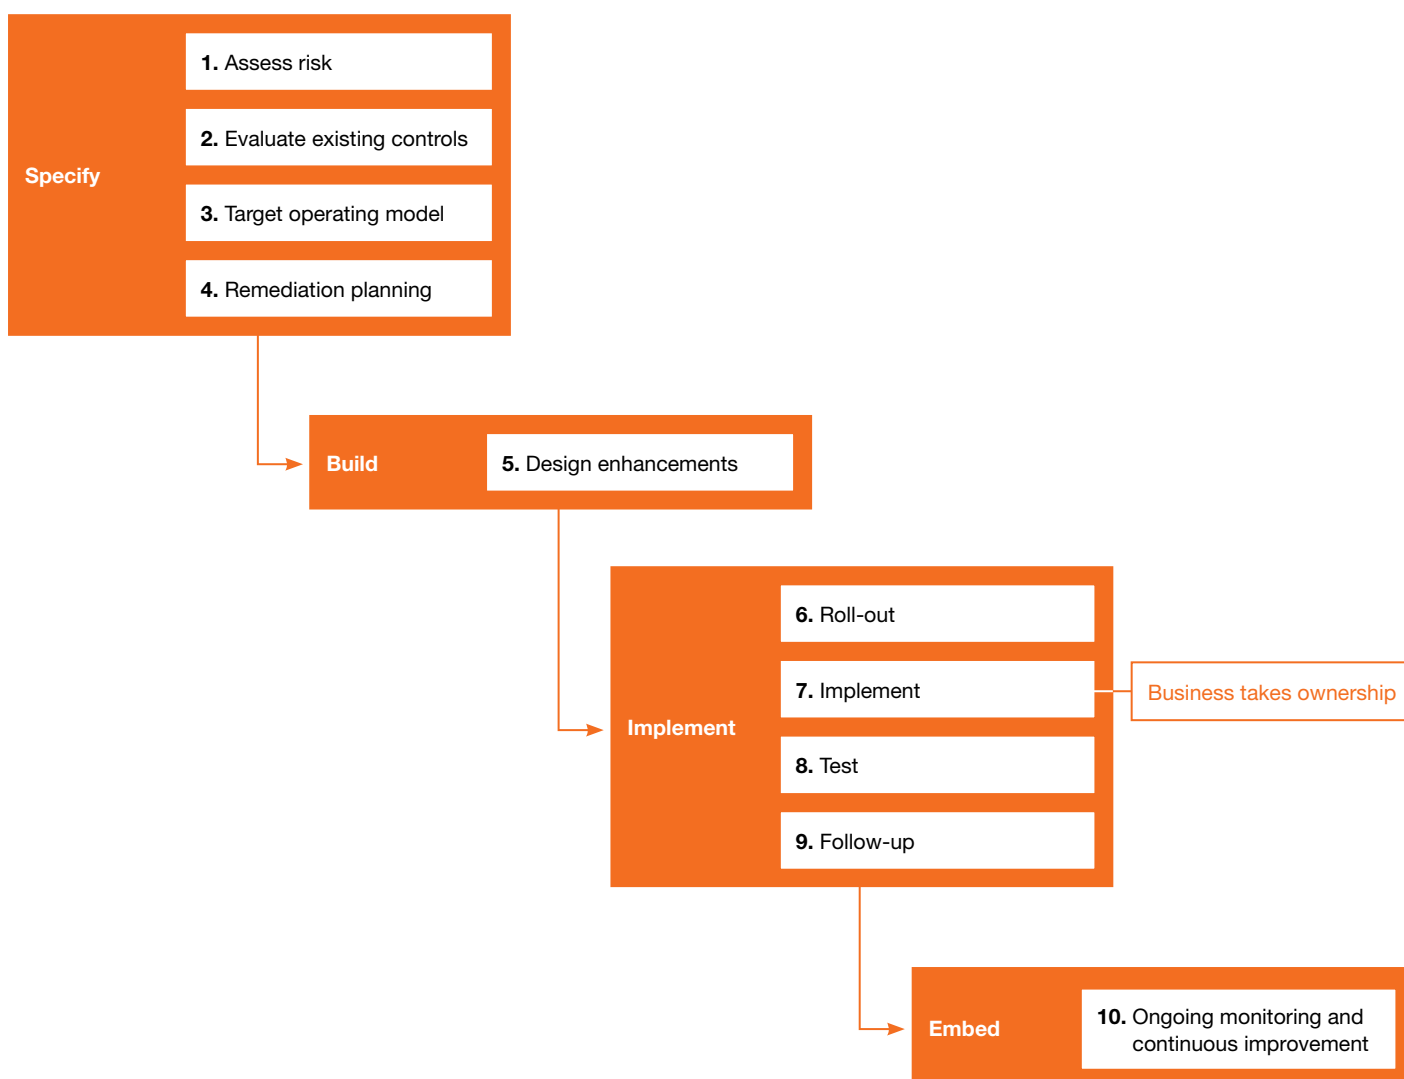 Specify
1. Assess risk
2. Evaluate existing controls
3. Target operating model
4. Remediation planning
Build
5. Design enhancements
Implement
6. Roll-out
7. Implement
Business takes ownership
8. Test
9. Follow-up
Embed
10. Ongoing monitoring and
continuous improvement